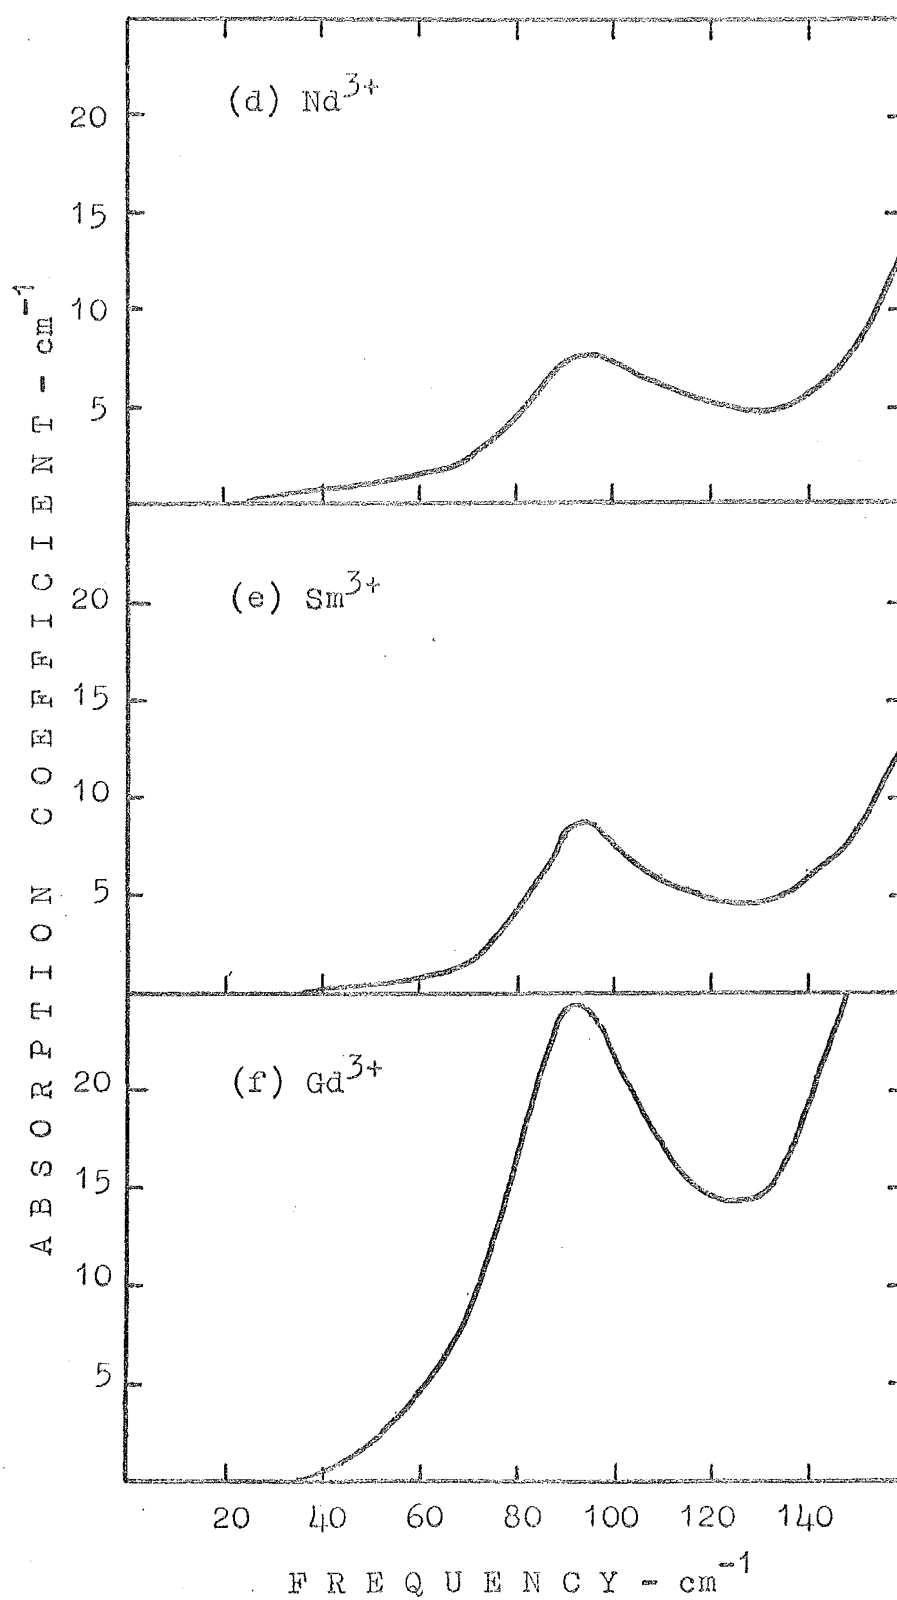 (d) Nd³⁺
20
15
10
5
(e) Sm³⁺
20
15
10
5
(f) Gd³⁺
20
15
10
5
ABSORPTION COEFFICIENT - cm⁻¹
20 40 60 80 100 120 140
FREQUENCY - cm⁻¹